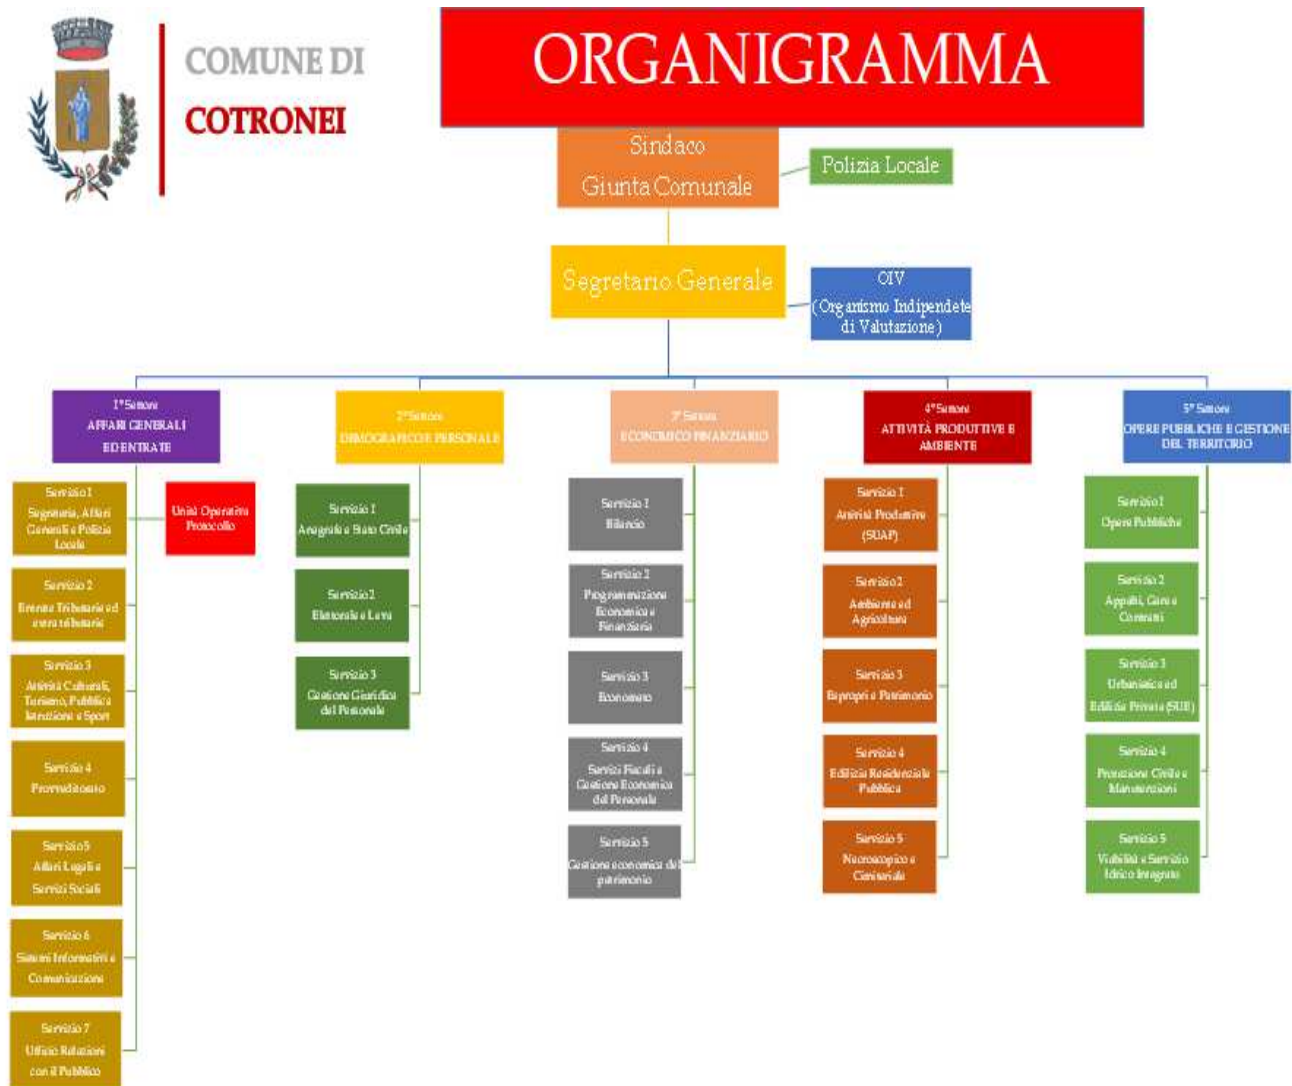 COMUNE DI
COTRONEI
ORGANIGRAMMA
Sindaco
Giunta Comunale
Polizia Locale
Segretario Generale
OIV
( Organismo Indipendete
di Valutazione )
1° Settore
AFFARI GENERALI
ED ENTRATE
2° Settore
DEMOGRAFICO E PERSONALE
3° Settore
ECONOMICO FINANZIARIO
4° Settore
ATTIVITÀ PRODUTTIVE E
AMBIENTE
5° Settore
OPERE PUBBLICHE E GESTIONE
DEL TERRITORIO
Servizio 1
Segreteria, Affari
Generali e Polizia
Locale
Unità Operativa
Protocollo
Servizio 2
Entrate Tributarie ed
extra tributarie
Servizio 3
Attività Culturali,
Turismo, Pubblica
Istruzione e Sport
Servizio 4
Provveditorato
Servizio 5
Affari Legali e
Servizi Sociali
Servizio 6
Sistemi Informativi e
Comunicazione
Servizio 7
Ufficio Relazioni
con il Pubblico
Servizio 1
Anagrafe e Stato Civile
Servizio 2
Elettorale e Leva
Servizio 3
Gestione Giuridica
del Personale
Servizio 1
Bilancio
Servizio 2
Programmazione
Economica e
Finanziaria
Servizio 3
Economato
Servizio 4
Servizi Fiscali e
Gestione Economica
del Personale
Servizio 5
Gestione economica del
patrimonio
Servizio 1
Attività Produttive
(SUAP)
Servizio 2
Ambiente ed
Agricoltura
Servizio 3
Espropri e Patrimonio
Servizio 4
Edilizia Residenziale
Pubblica
Servizio 5
Necroscopico e
Cimiteriale
Servizio 1
Opere Pubbliche
Servizio 2
Appalti, Gare e
Contratti
Servizio 3
Urbanistica ed
Edilizia Privata (SUE)
Servizio 4
Protezione Civile e
Manutenzioni
Servizio 5
Viabilità e Servizio
Idrico Integrato